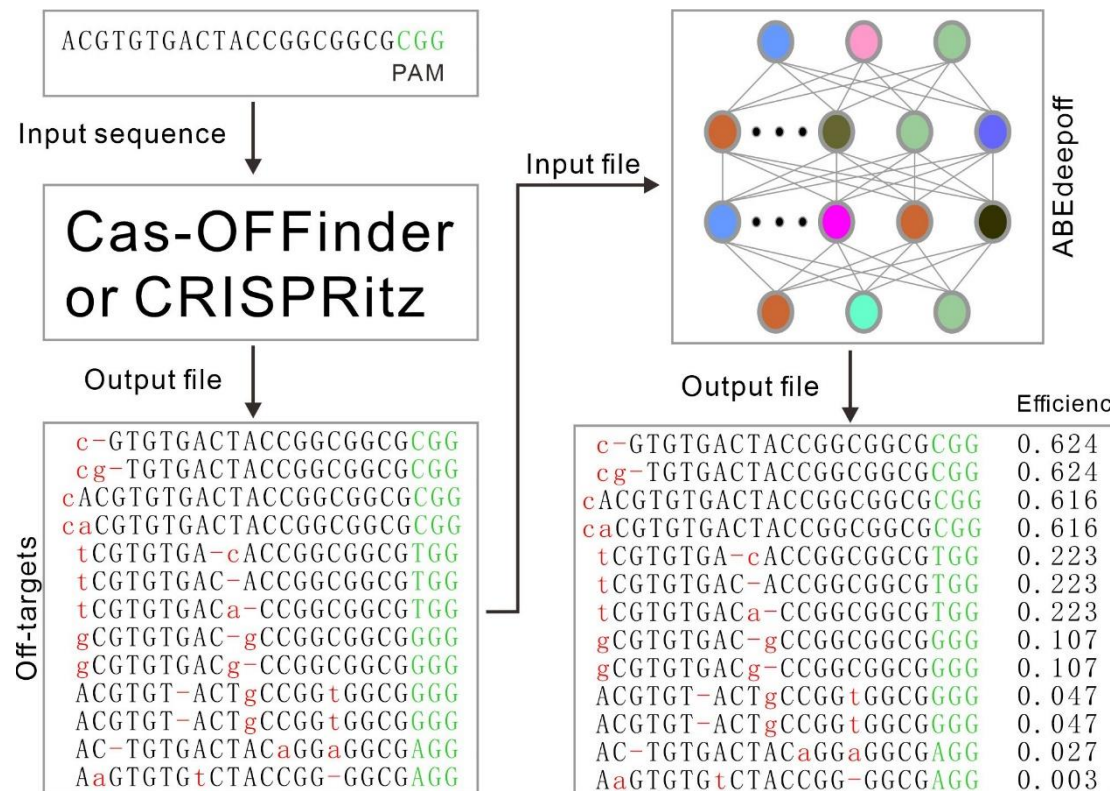 ACGTGTGACTACCGGCGGCGCGG
PAM
Input sequence
Cas-OFFinder
or CRISPRitz
Output file
Off-targets
c-GTGTGACTACCGGCGGCGCGG
cg-TGTGACTACCGGCGGCGCGG
cACGTGTGACTACCGGCGGCGCGG
caCGTGTGACTACCGGCGGCGCGG
tCGTGTGA-cACCGGCGGCGTGG
tCGTGTGAC-ACCGGCGGCGTGG
tCGTGTGACa-CCGGCGGCGTGG
gCGTGTGAC-gCCGGCGGCGGGG
gCGTGTGACg-CCGGCGGCGGGG
ACGTGT-ACTgCCGGtGGCGGGG
ACGTGT-ACTgCCGGtGGCGGGG
AC-TGTGACTACaGGaGGCGAGG
AaGTGTGtCTACCGG-GGCGAGG
Input file
ABEdeepoff
Output file
Efficienc
c-GTGTGACTACCGGCGGCGCGG 0.624
cg-TGTGACTACCGGCGGCGCGG 0.624
cACGTGTGACTACCGGCGGCGCGG 0.616
caCGTGTGACTACCGGCGGCGCGG 0.616
tCGTGTGA-cACCGGCGGCGTGG 0.223
tCGTGTGAC-ACCGGCGGCGTGG 0.223
tCGTGTGACa-CCGGCGGCGTGG 0.223
gCGTGTGAC-gCCGGCGGCGGGG 0.107
gCGTGTGACg-CCGGCGGCGGGG 0.107
ACGTGT-ACTgCCGGtGGCGGGG 0.047
ACGTGT-ACTgCCGGtGGCGGGG 0.047
AC-TGTGACTACaGGaGGCGAGG 0.027
AaGTGTGtCTACCGG-GGCGAGG 0.003